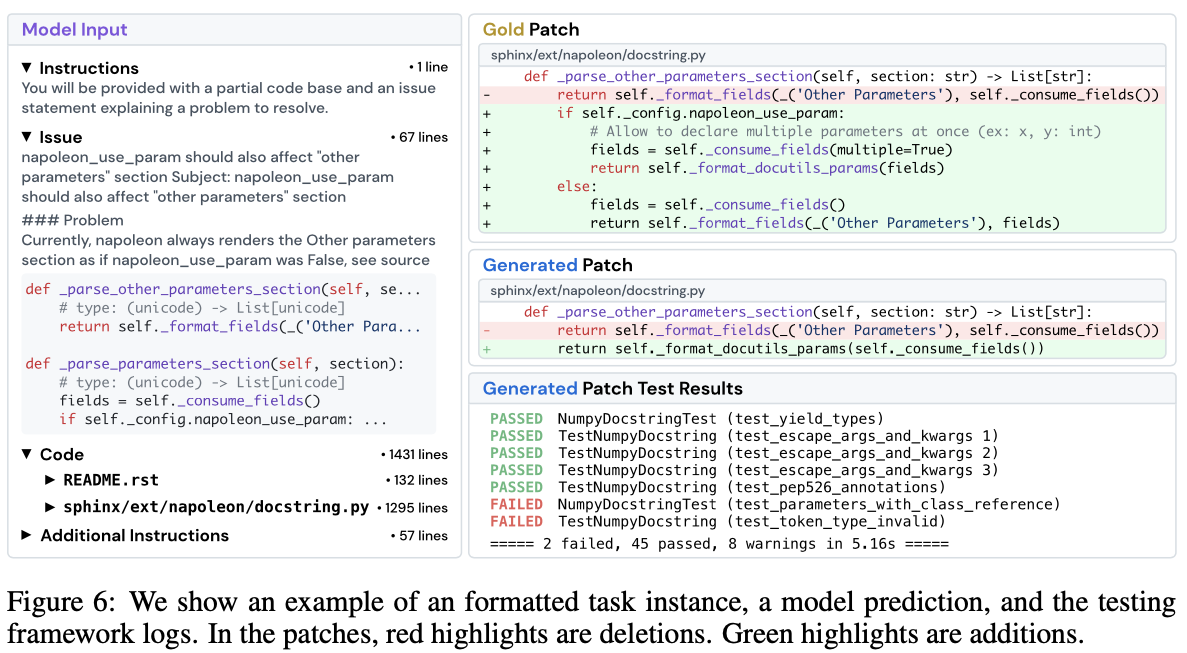 Model Input
▼ Instructions • 1 line
You will be provided with a partial code base and an issue
statement explaining a problem to resolve.
▼ Issue • 67 lines
napoleon_use_param should also affect "other
parameters" section Subject: napoleon_use_param
should also affect "other parameters" section
### Problem
Currently, napoleon always renders the Other parameters
section as if napoleon_use_param was False, see source
def _parse_other_parameters_section(self, se...
    # type: (unicode) -> List[unicode]
    return self._format_fields(_('Other Para...
def _parse_parameters_section(self, section):
    # type: (unicode) -> List[unicode]
    fields = self._consume_fields()
    if self._config.napoleon_use_param: ...
▼ Code • 1431 lines
▶ README.rst • 132 lines
▶ sphinx/ext/napoleon/docstring.py • 1295 lines
▶ Additional Instructions • 57 lines
Gold Patch
sphinx/ext/napoleon/docstring.py
    def _parse_other_parameters_section(self, section: str) -> List[str]:
-       return self._format_fields(_('Other Parameters'), self._consume_fields())
+       if self._config.napoleon_use_param:
+           # Allow to declare multiple parameters at once (ex: x, y: int)
+           fields = self._consume_fields(multiple=True)
+           return self._format_docutils_params(fields)
+       else:
+           fields = self._consume_fields()
+           return self._format_fields(_('Other Parameters'), fields)
Generated Patch
sphinx/ext/napoleon/docstring.py
    def _parse_other_parameters_section(self, section: str) -> List[str]:
-       return self._format_fields(_('Other Parameters'), self._consume_fields())
+       return self._format_docutils_params(self._consume_fields())
Generated Patch Test Results
PASSED NumpyDocstringTest (test_yield_types)
PASSED TestNumpyDocstring (test_escape_args_and_kwargs 1)
PASSED TestNumpyDocstring (test_escape_args_and_kwargs 2)
PASSED TestNumpyDocstring (test_escape_args_and_kwargs 3)
PASSED TestNumpyDocstring (test_pep526_annotations)
FAILED NumpyDocstringTest (test_parameters_with_class_reference)
FAILED TestNumpyDocstring (test_token_type_invalid)
===== 2 failed, 45 passed, 8 warnings in 5.16s =====
Figure 6: We show an example of an formatted task instance, a model prediction, and the testing
framework logs. In the patches, red highlights are deletions. Green highlights are additions.